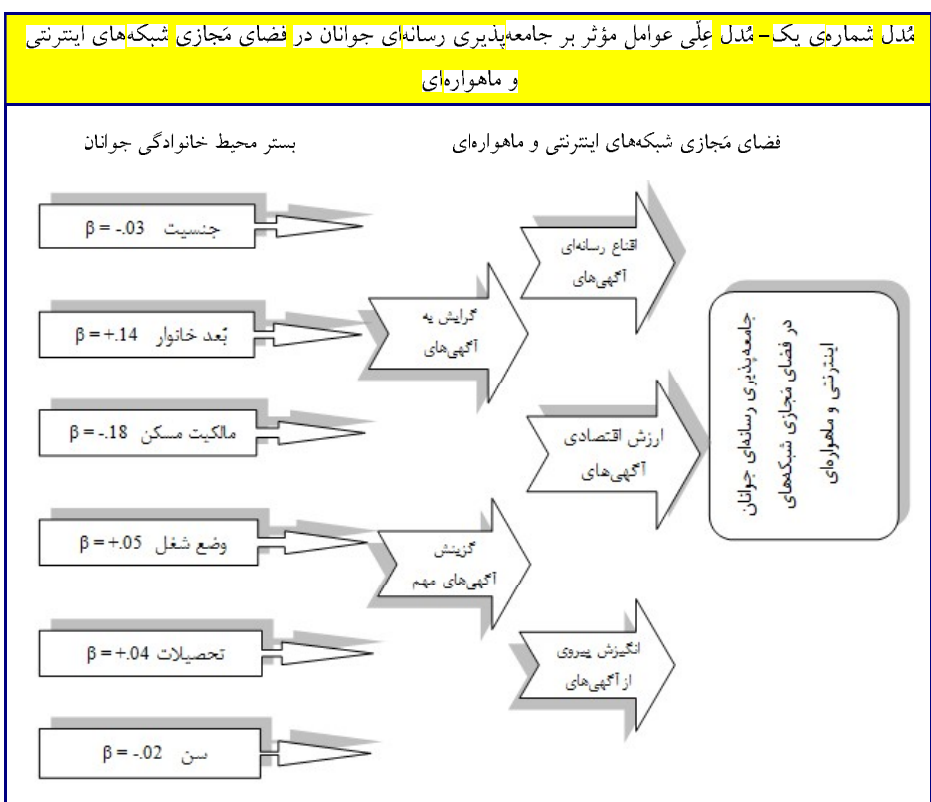 مُدل شماره‌ی یک- مُدل عِلّی عوامل مؤثر بر جامعه‌پذیری رسانه‌ای جوانان در فضای مَجازی شبکه‌های اینترنتی
و ماهواره‌ای
فضای مَجازی شبکه‌های اینترنتی و ماهواره‌ای
بستر محیط خانوادگی جوانان
جامعه‌پذیری رسانه‌ای جوانان
در فضای مَجازی شبکه‌های
اینترنتی و ماهواره‌ای
اقناع رسانه‌ای
آگهی‌های
ارزش اقتصادی
آگهی‌های
انگیزش پیروی
از آگهی‌های
گرایش به
آگهی‌های
گزینش
آگهی‌های مهم
جنسیت β = -.03
بُعد خانوار β = +.14
مالکیت مسکن β = -.18
وضع شغل β = +.05
تحصیلات β = +.04
سن β = -.02